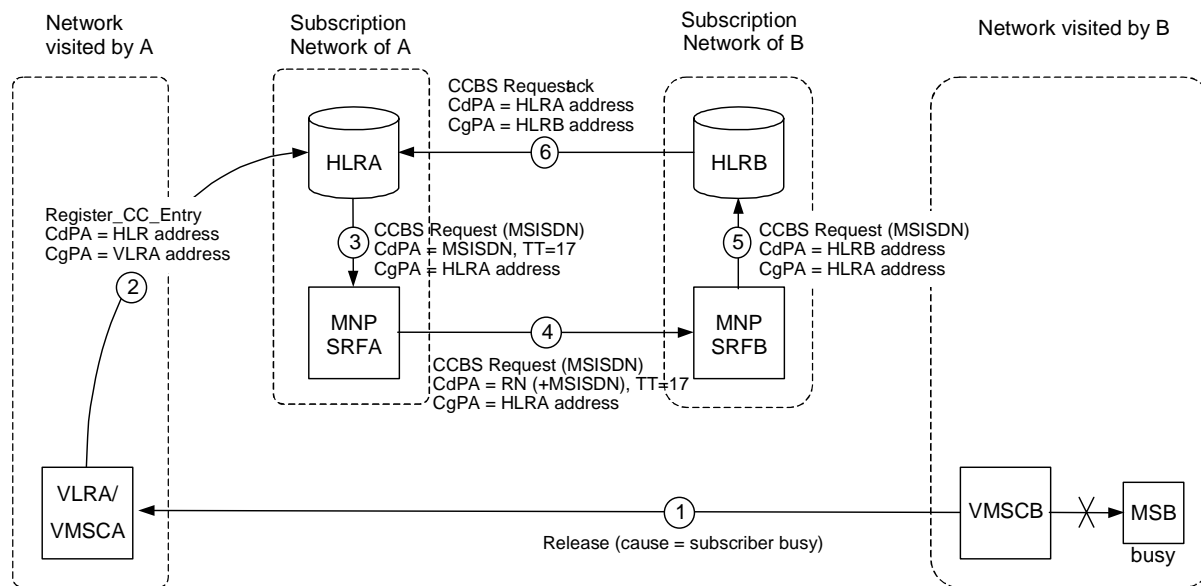 Network
visited by A
Subscription
Network of A
Subscription
Network of B
Network visited by B
CCBS Requestack
CdPA = HLRA address
CgPA = HLRB address
6
HLRA
HLRB
Register_CC_Entry
CdPA = HLR address
CgPA = VLRA address
2
3
CCBS Request (MSISDN)
CdPA = MSISDN, TT=17
CgPA = HLRA address
5
CCBS Request (MSISDN)
CdPA = HLRB address
CgPA = HLRA address
MNP
SRFA
4
MNP
SRFB
CCBS Request (MSISDN)
CdPA = RN (+MSISDN), TT=17
CgPA = HLRA address
VLRA/
VMSCA
1
VMSCB
MSB
busy
Release (cause = subscriber busy)